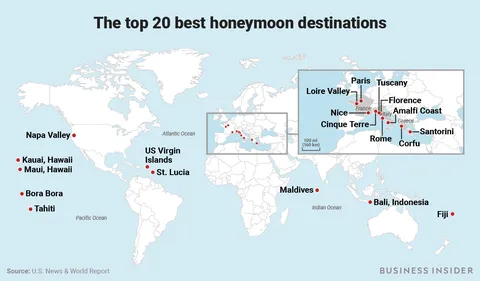 The top 20 best honeymoon destinations
Paris
Tuscany
Loire Valley
Florence
France
Amalfi Coast
Nice
Italy
Greece
Cinque Terre
Santorini
Rome
Corfu
100 mi
(160 km)
Napa Valley
Atlantic Ocean
US Virgin
Islands
St. Lucia
Kauai, Hawaii
Maui, Hawaii
Bora Bora
Tahiti
Pacific Ocean
Maldives
Indian Ocean
Bali, Indonesia
Fiji
Source: U.S. News & World Report
BUSINESS INSIDER